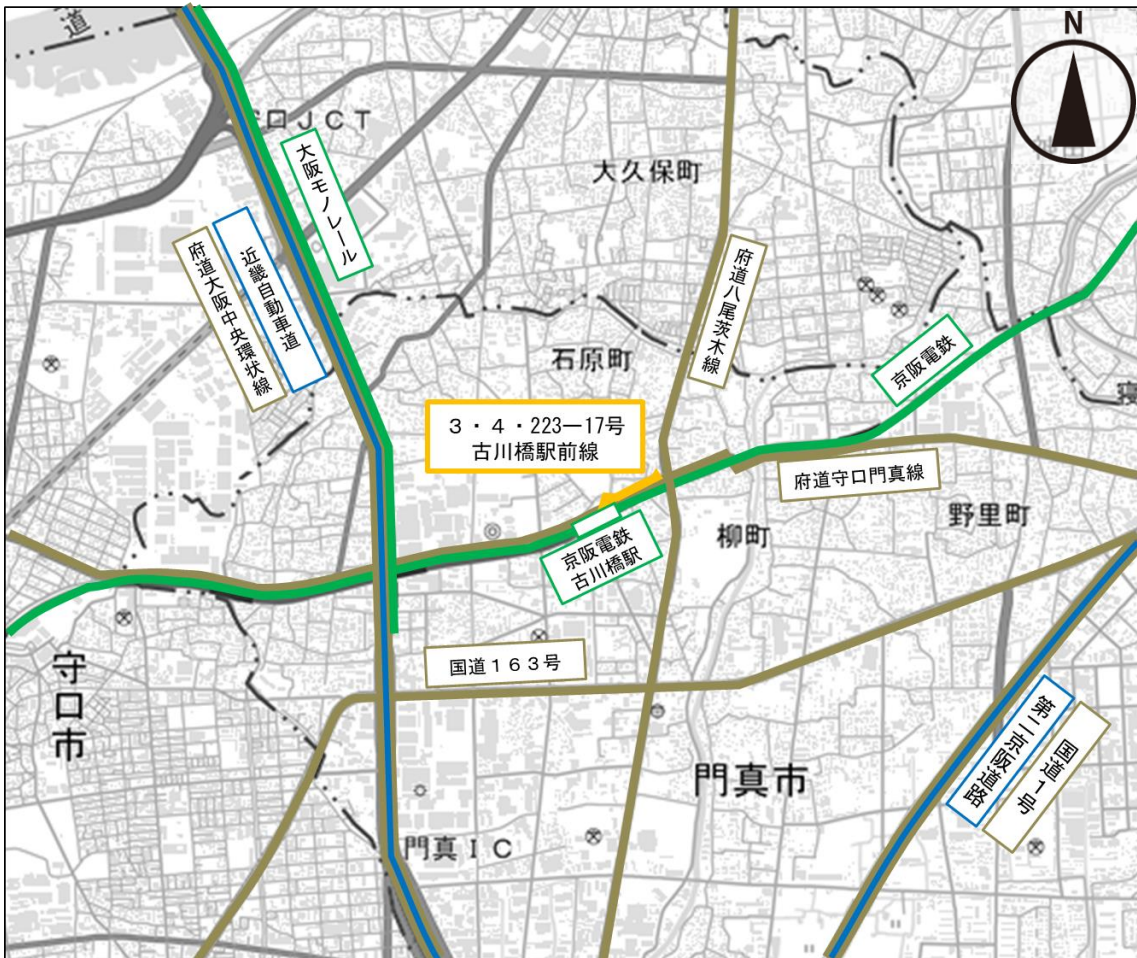 道
N
口JCT
大阪モノレール
近畿自動車道
府道大阪中央環状線
大久保町
府道八尾茨木線
石原町
京阪電鉄
3・4・223―17号
古川橋駅前線
府道守口門真線
野里町
柳町
京阪電鉄
古川橋駅
国道163号
守口市
門真市
第二京阪道路
国道1号
門真IC